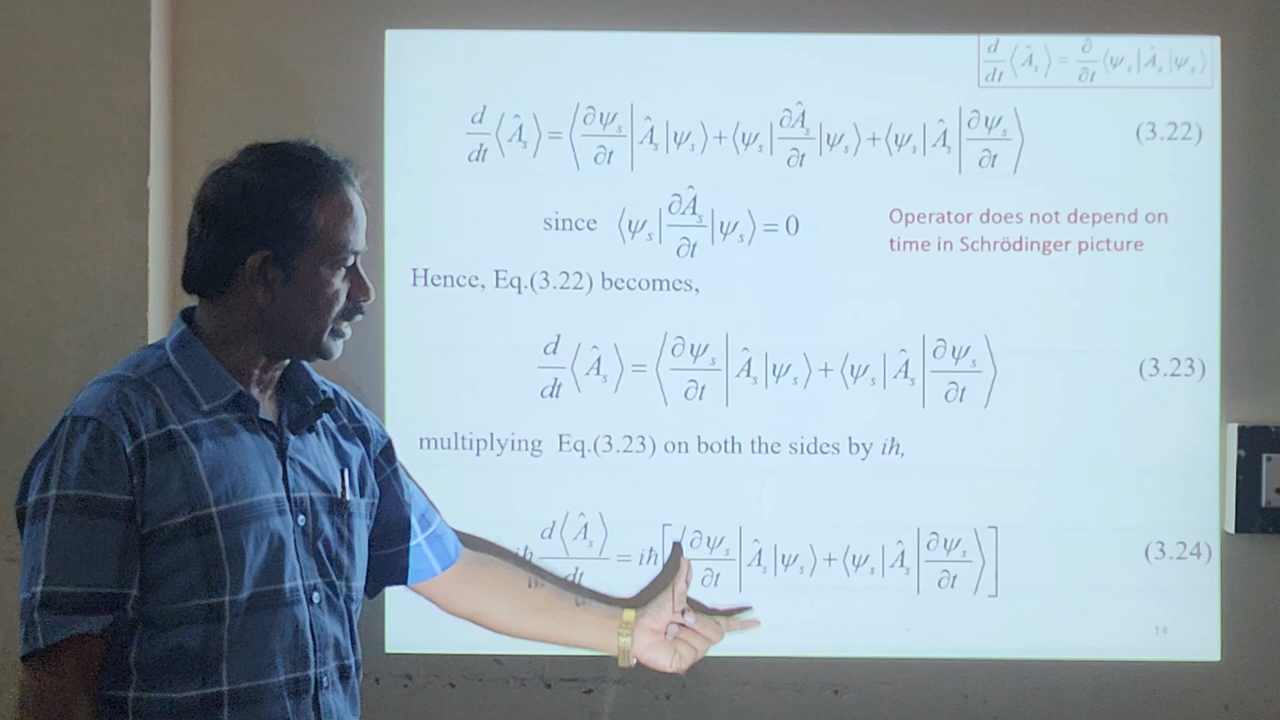 d/dt⟨Â_s⟩ = ∂/∂t⟨ψ_s|Â_s|ψ_s⟩
d/dt⟨Â_s⟩ = ⟨∂ψ_s/∂t|Â_s|ψ_s⟩ + ⟨ψ_s|∂Â_s/∂t|ψ_s⟩ + ⟨ψ_s|Â_s|∂ψ_s/∂t⟩ (3.22)
since ⟨ψ_s|∂Â_s/∂t|ψ_s⟩ = 0
Operator does not depend on
time in Schrödinger picture
Hence, Eq.(3.22) becomes,
d/dt⟨Â_s⟩ = ⟨∂ψ_s/∂t|Â_s|ψ_s⟩ + ⟨ψ_s|Â_s|∂ψ_s/∂t⟩ (3.23)
multiplying Eq.(3.23) on both the sides by iħ,
iħ d⟨Â_s⟩/dt = iħ[⟨∂ψ_s/∂t|Â_s|ψ_s⟩ + ⟨ψ_s|Â_s|∂ψ_s/∂t⟩] (3.24)
14